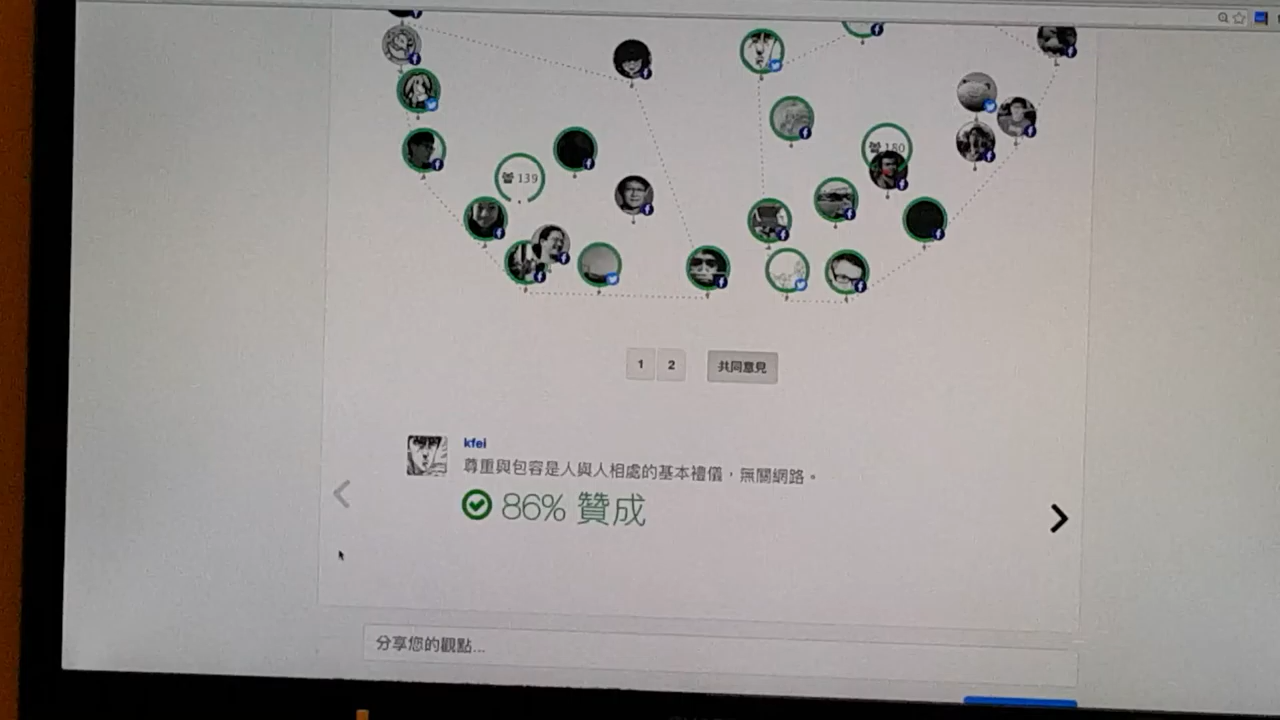 139
180
1 2 共同意見
kfei
尊重與包容是人與人相處的基本禮儀，無關網路。
86% 贊成
分享您的觀點...